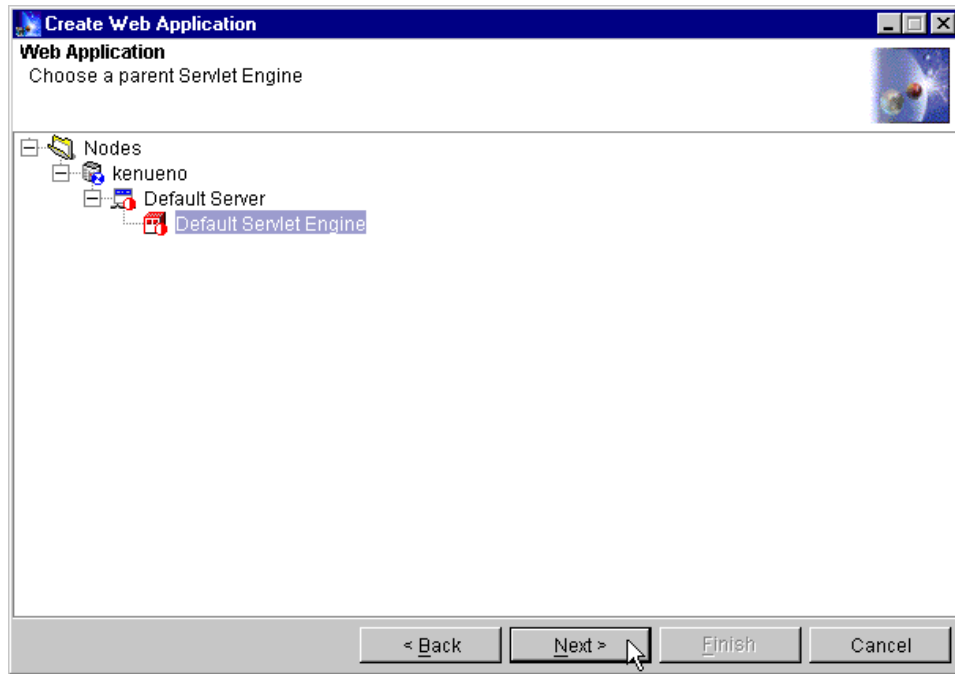 Create Web Application
Web Application
Choose a parent Servlet Engine
Nodes
kenueno
Default Server
Default Servlet Engine
< Back Next > Finish Cancel